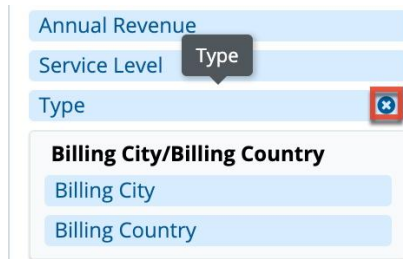 Annual Revenue
Service Level
Type
Type
Billing City/Billing Country
Billing City
Billing Country